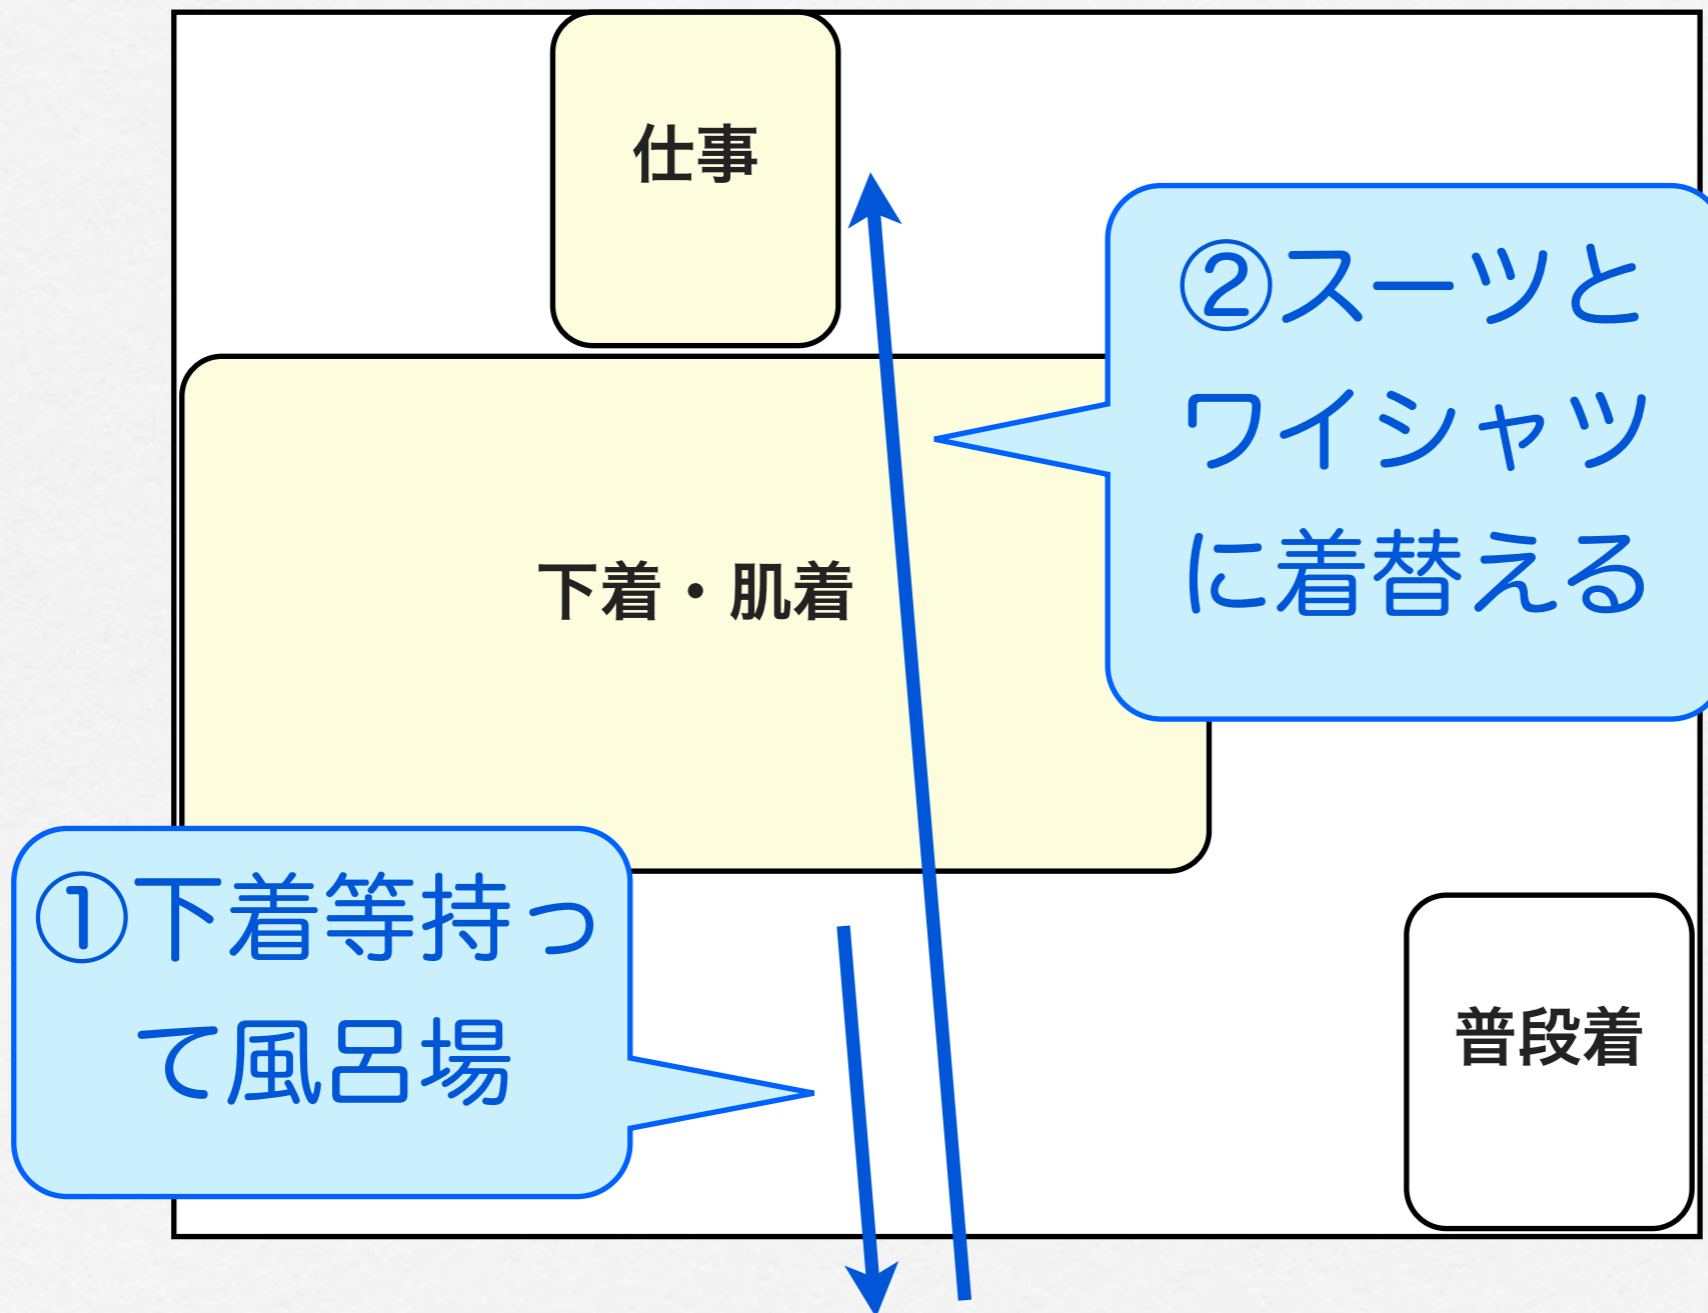 仕事
②スーツと
ワイシャツ
に着替える
下着・肌着
①下着等持っ
て風呂場
普段着